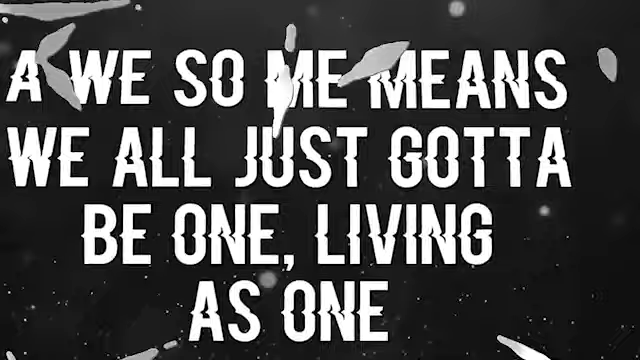 A WE SO ME MEANS
WE ALL JUST GOTTA
BE ONE, LIVING
AS ONE